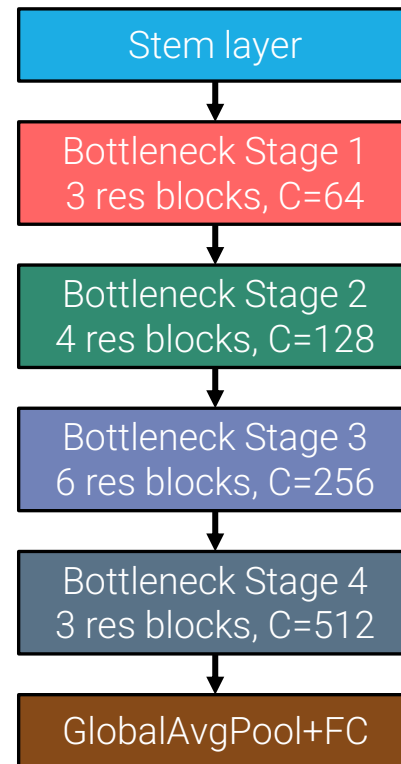 Stem layer
Bottleneck Stage 1
3 res blocks, C=64
Bottleneck Stage 2
4 res blocks, C=128
Bottleneck Stage 3
6 res blocks, C=256
Bottleneck Stage 4
3 res blocks, C=512
GlobalAvgPool+FC